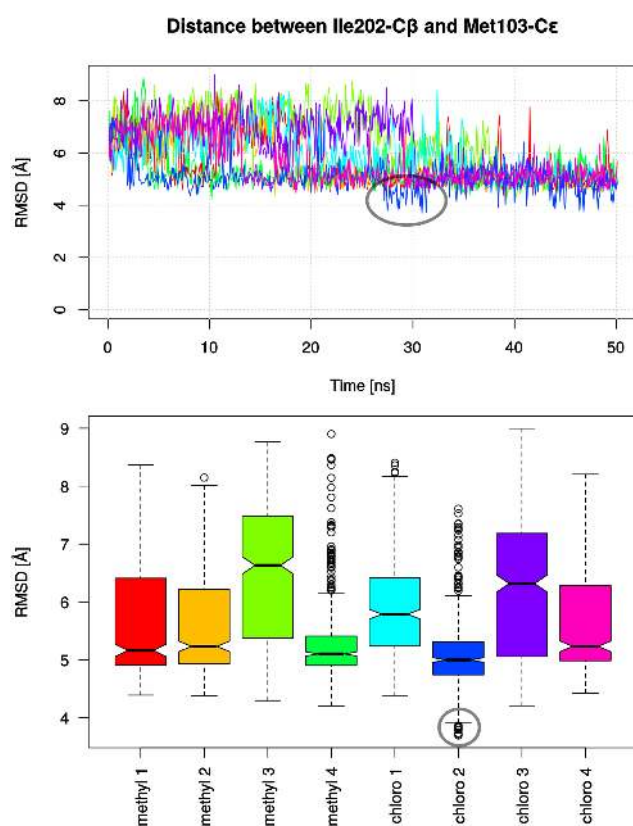 Distance between Ile202-Cβ and Met103-Cε
RMSD [Å]
8
6
4
2
0
0 10 20 30 40 50
Time [ns]
RMSD [Å]
9
8
7
6
5
4
methyl 1
methyl 2
methyl 3
methyl 4
chloro 1
chloro 2
chloro 3
chloro 4